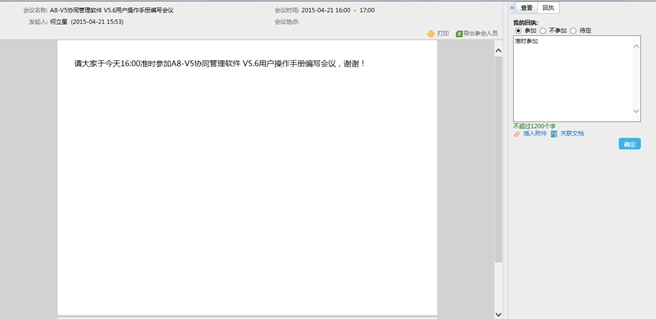 会议名称: A8-V5协同管理软件 V5.6用户操作手册编写会议
会议时间: 2015-04-21 16:00 - 17:00
发起人: 何立星 (2015-04-21 15:53)
会议地点:
打印 导出参会人员
请大家于今天16:00准时参加A8-V5协同管理软件 V5.6用户操作手册编写会议，谢谢！
查看 回执
我的回执:
参加 不参加 待定
准时参加
不超过1200个字
插入附件 关联文档
确定